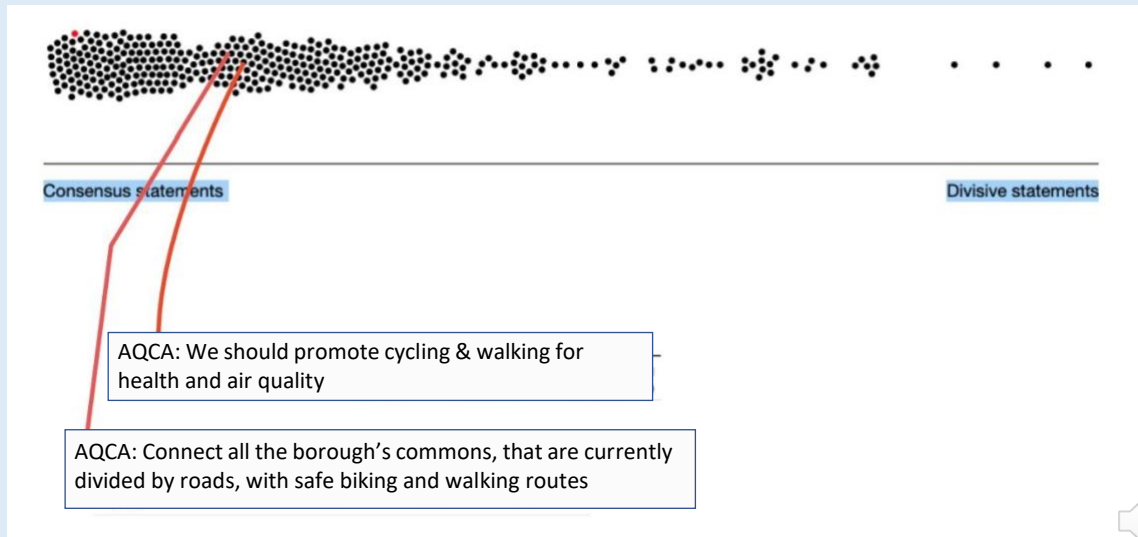 Consensus statements
Divisive statements
AQCA: We should promote cycling & walking for
health and air quality
AQCA: Connect all the borough’s commons, that are currently
divided by roads, with safe biking and walking routes